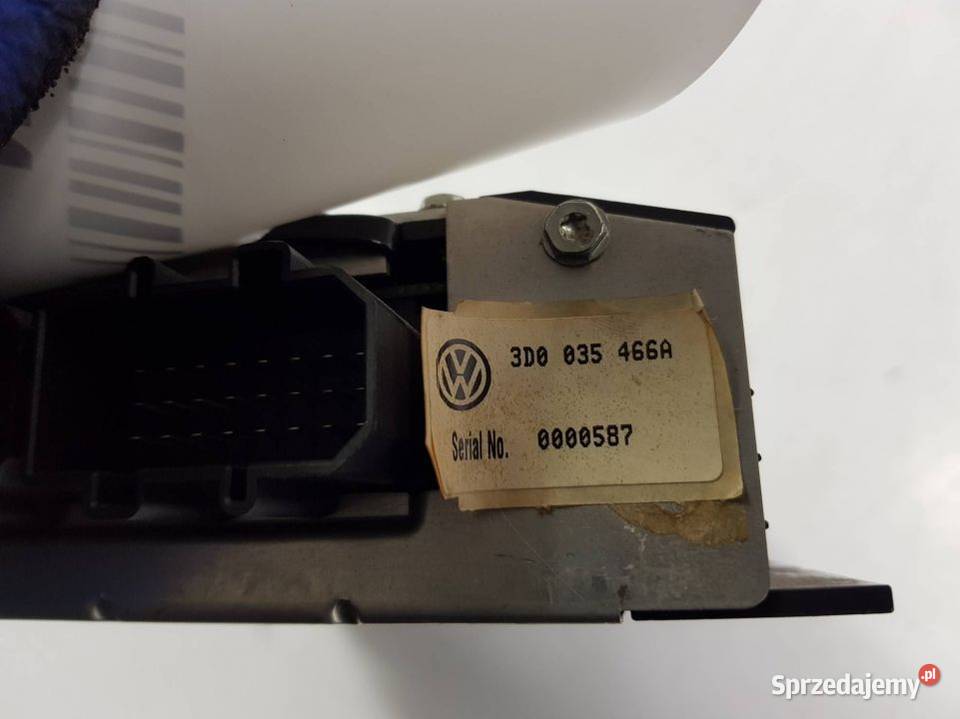 3D0 035 466A
Serial No. 0000587
Sprzedajemy.pl